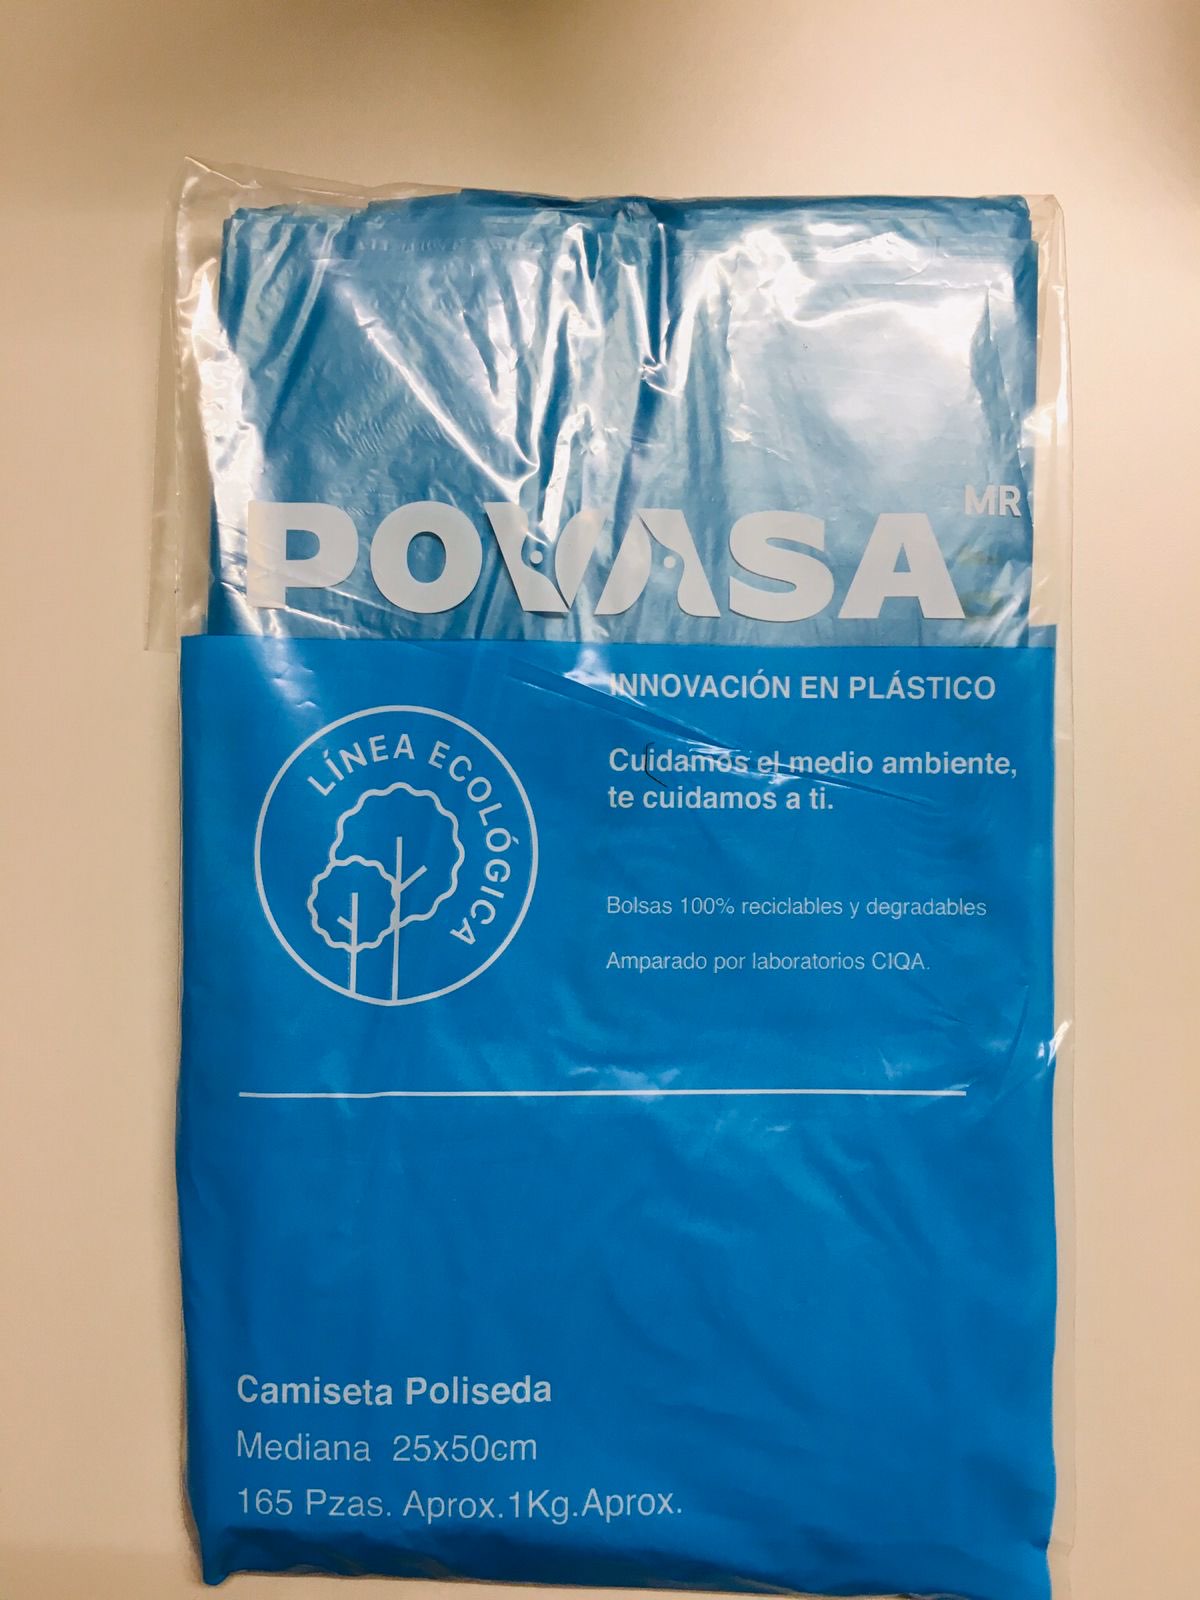 POVASA MR
INNOVACIÓN EN PLÁSTICO
LÍNEA ECOLÓGICA
Cuidamos el medio ambiente,
te cuidamos a ti.
Bolsas 100% reciclables y degradables
Amparado por laboratorios CIQA.
Camiseta Poliseda
Mediana 25x50cm
165 Pzas. Aprox.1Kg.Aprox.